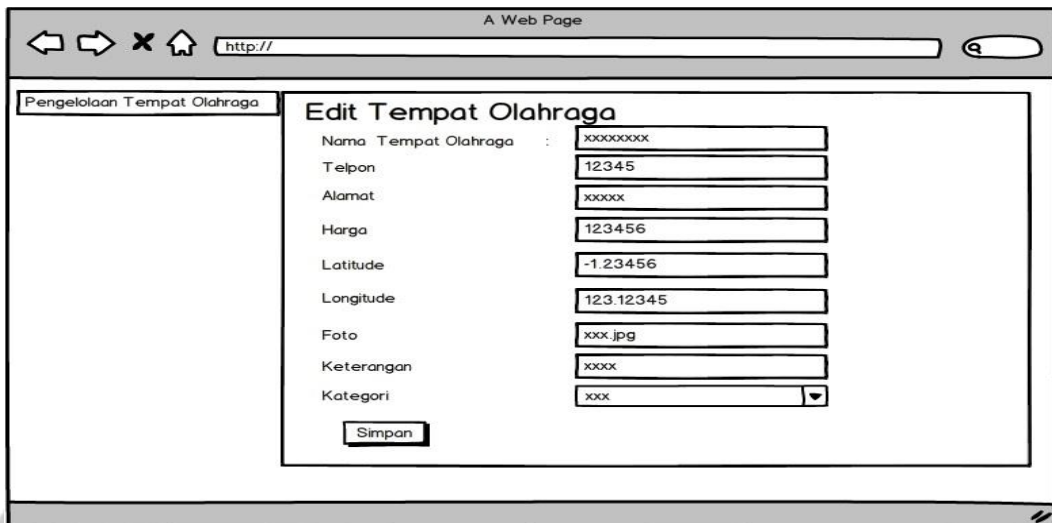 A Web Page
http://
Pengelolaan Tempat Olahraga
Edit Tempat Olahraga
Nama Tempat Olahraga : xxxxxxxx
Telpon 12345
Alamat xxxxx
Harga 123456
Latitude -1.23456
Longitude 123.12345
Foto xxx.jpg
Keterangan xxxx
Kategori xxx
Simpan